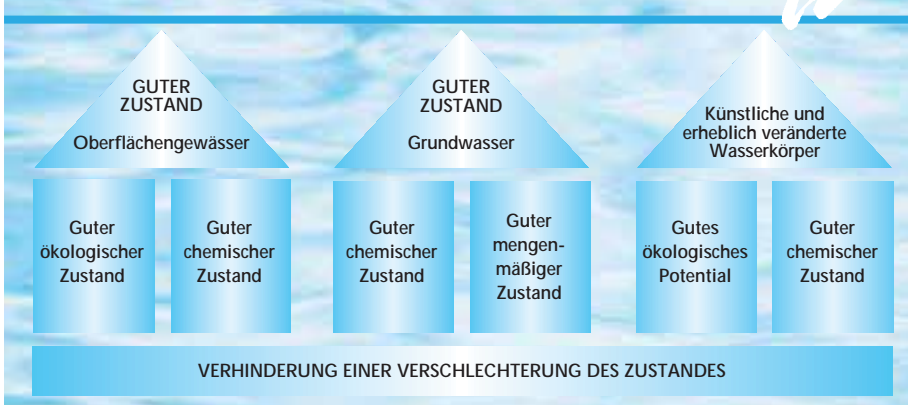 GUTER
ZUSTAND
Oberflächengewässer
GUTER
ZUSTAND
Grundwasser
Künstliche und
erheblich veränderte
Wasserkörper
Guter
ökologischer
Zustand
Guter
chemischer
Zustand
Guter
chemischer
Zustand
Guter
mengen-
mäßiger
Zustand
Gutes
ökologisches
Potential
Guter
chemischer
Zustand
VERHINDERUNG EINER VERSCHLECHTERUNG DES ZUSTANDES